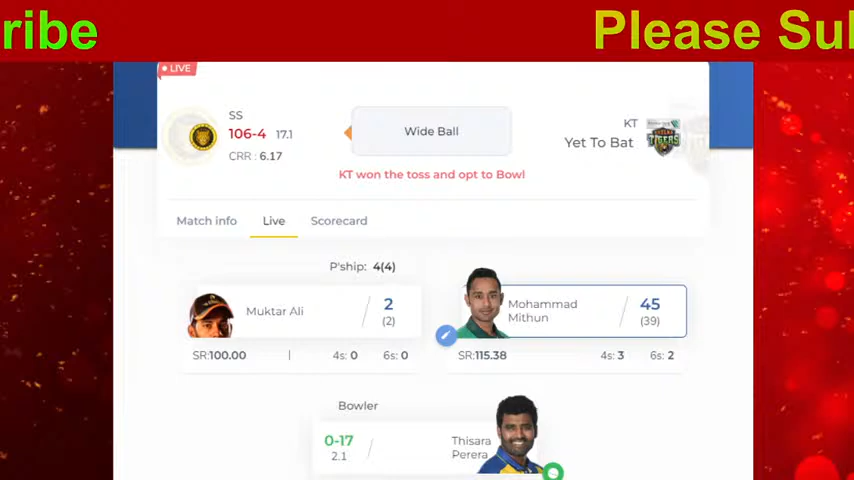 ribe
Please Sul
LIVE
SS
106-4 17.1
CRR : 6.17
Wide Ball
KT
Yet To Bat
TIGERS
KT won the toss and opt to Bowl
Match info Live Scorecard
P'ship: 4(4)
Muktar Ali
2
(2)
SR:100.00 | 4s: 0 6s: 0
Mohammad
Mithun
45
(39)
SR:115.38 4s: 3 6s: 2
Bowler
0-17
2.1
Thisara
Perera